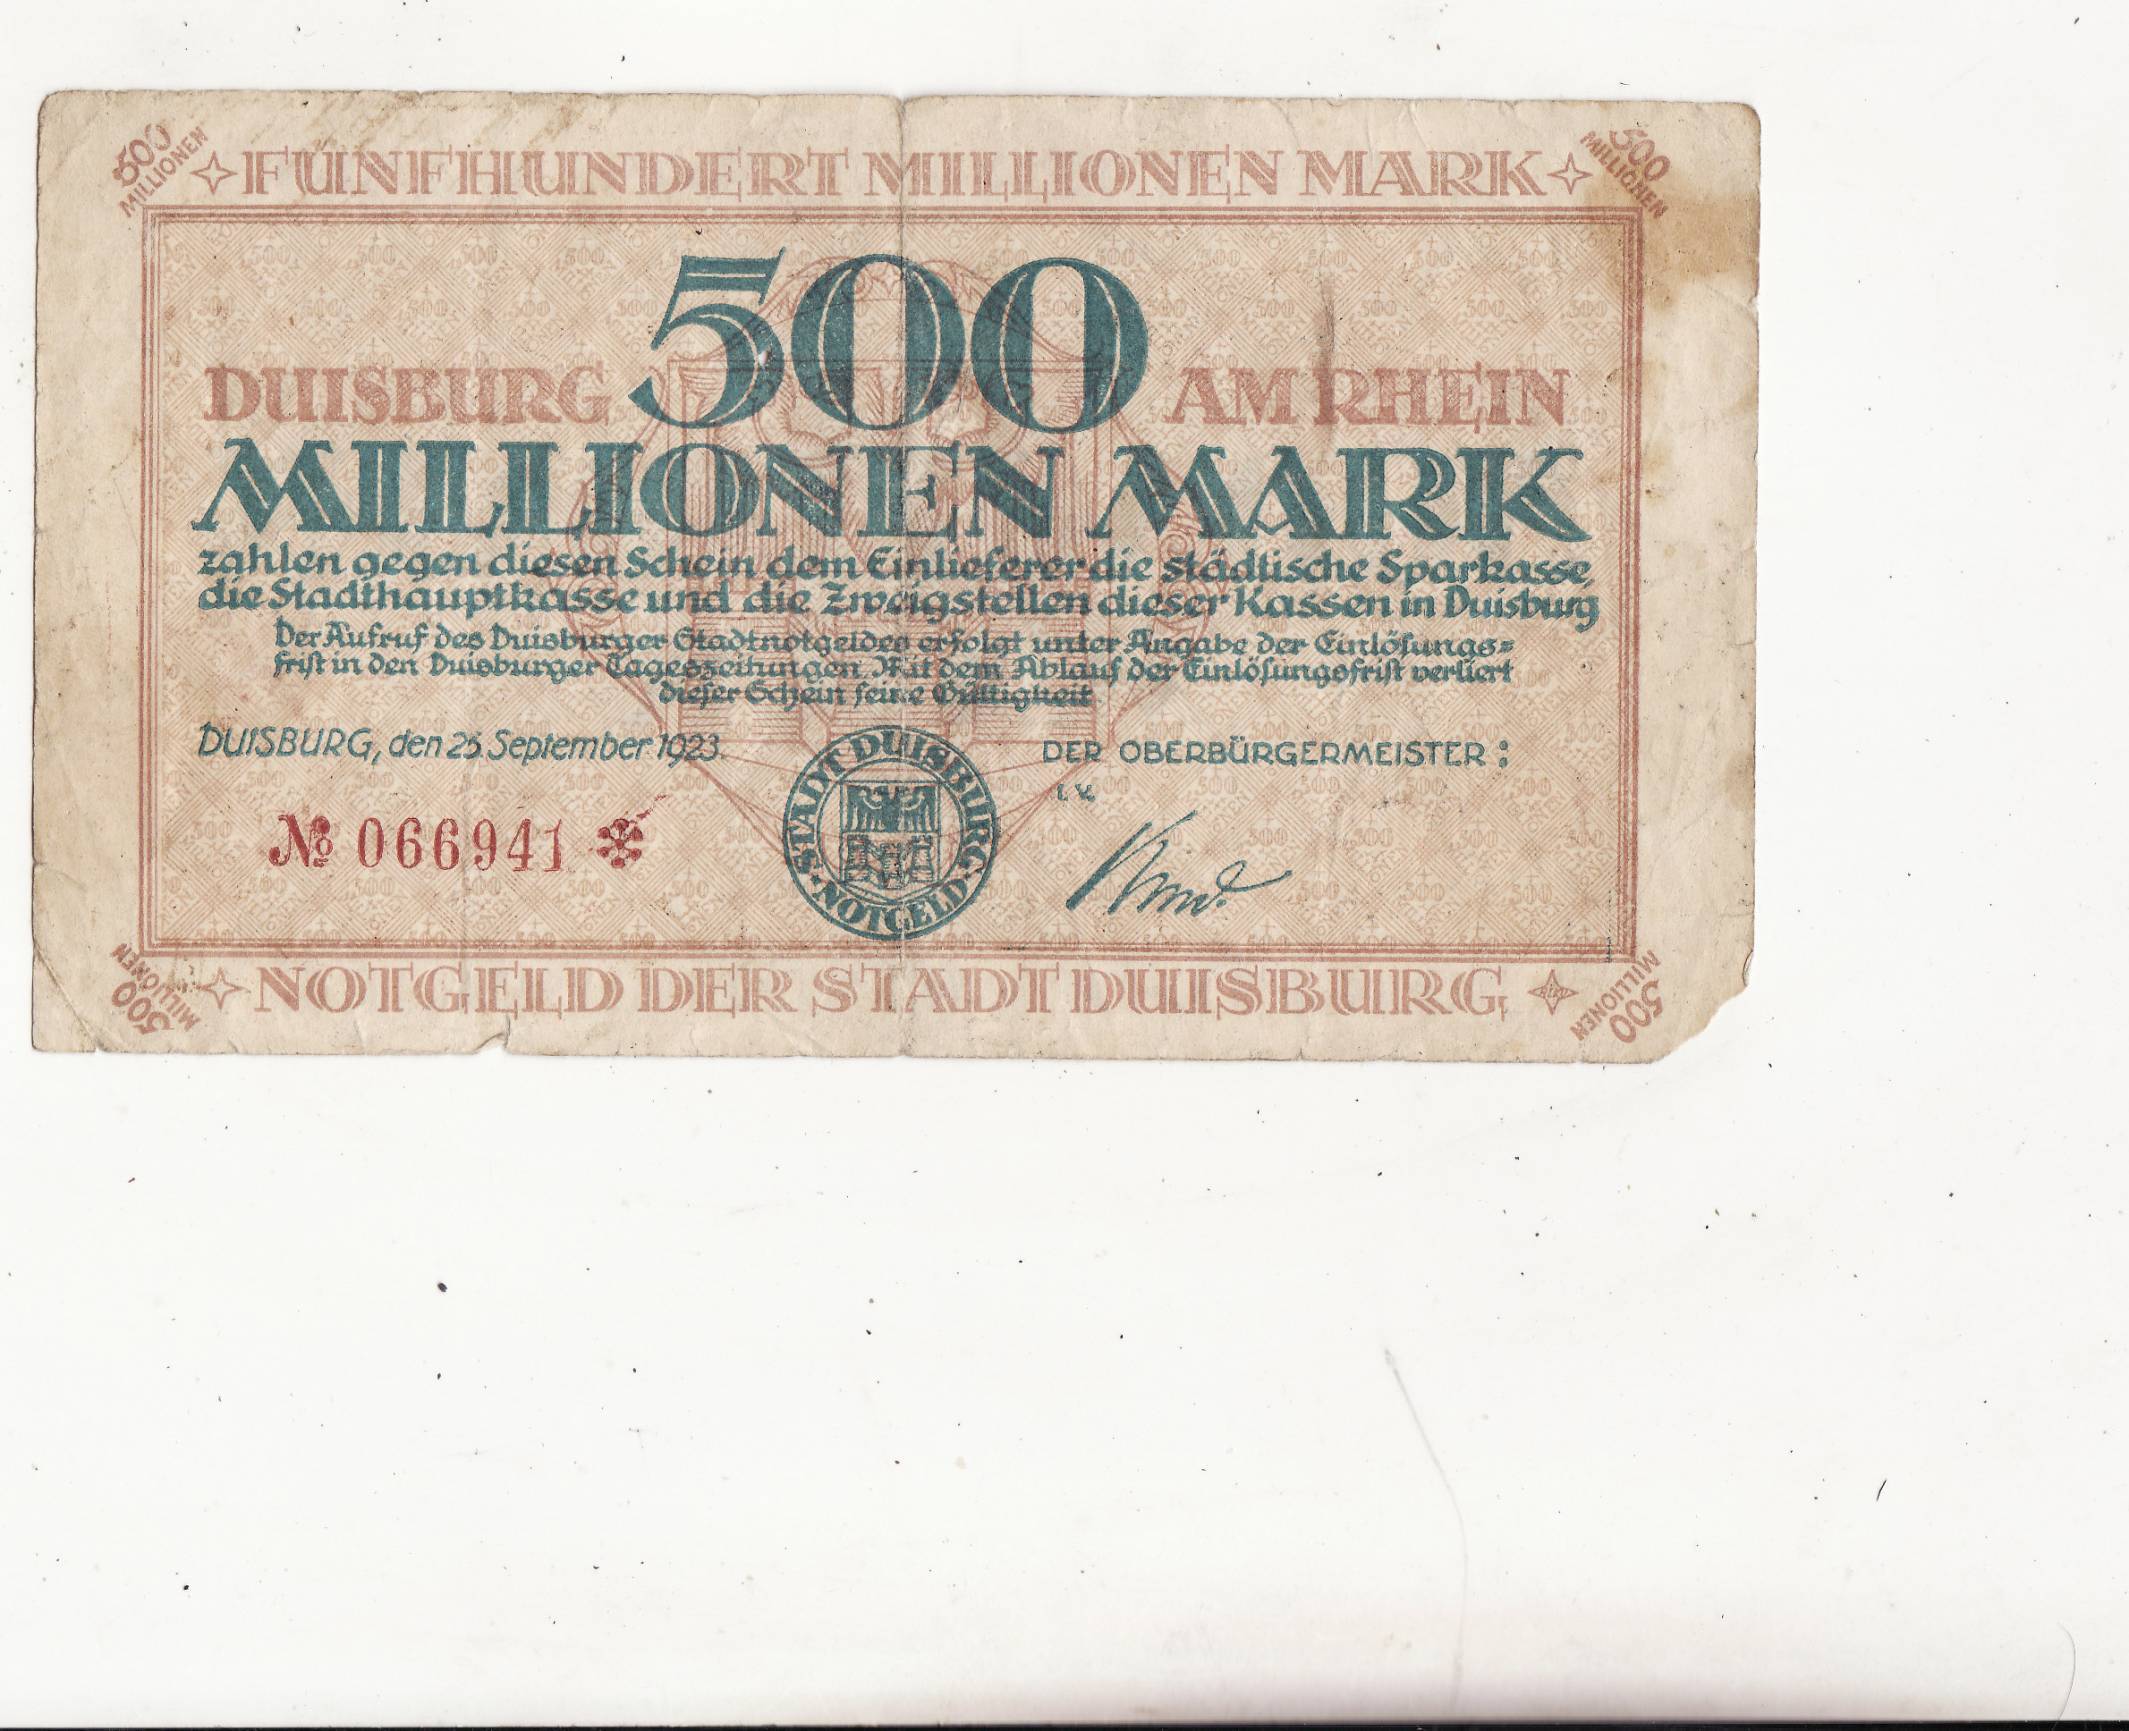 500 MILLIONEN
FÜNFHUNDERT MILLIONEN MARK
500 MILLIONEN
DUISBURG 500 AM RHEIN
MILLIONEN MARK
zahlen gegen diesen Schein dem Einlieferer die städtische Sparkasse,
die Stadthauptkasse und die Zweigstellen dieser Kassen in Duisburg
Der Aufruf des Duisburger Stadtnotgeldes erfolgt unter Angabe der Einlösungs=
frist in den Duisburger Tageszeitungen. Mit dem Ablauf der Einlösungsfrist verliert
dieser Schein seine Gültigkeit
DUISBURG, den 25. September 1923.
DER OBERBÜRGERMEISTER:
I. V.
№ 066941
STADT DUISBURG
NOTGELD
500 MILLIONEN
NOTGELD DER STADT DUISBURG
500 MILLIONEN